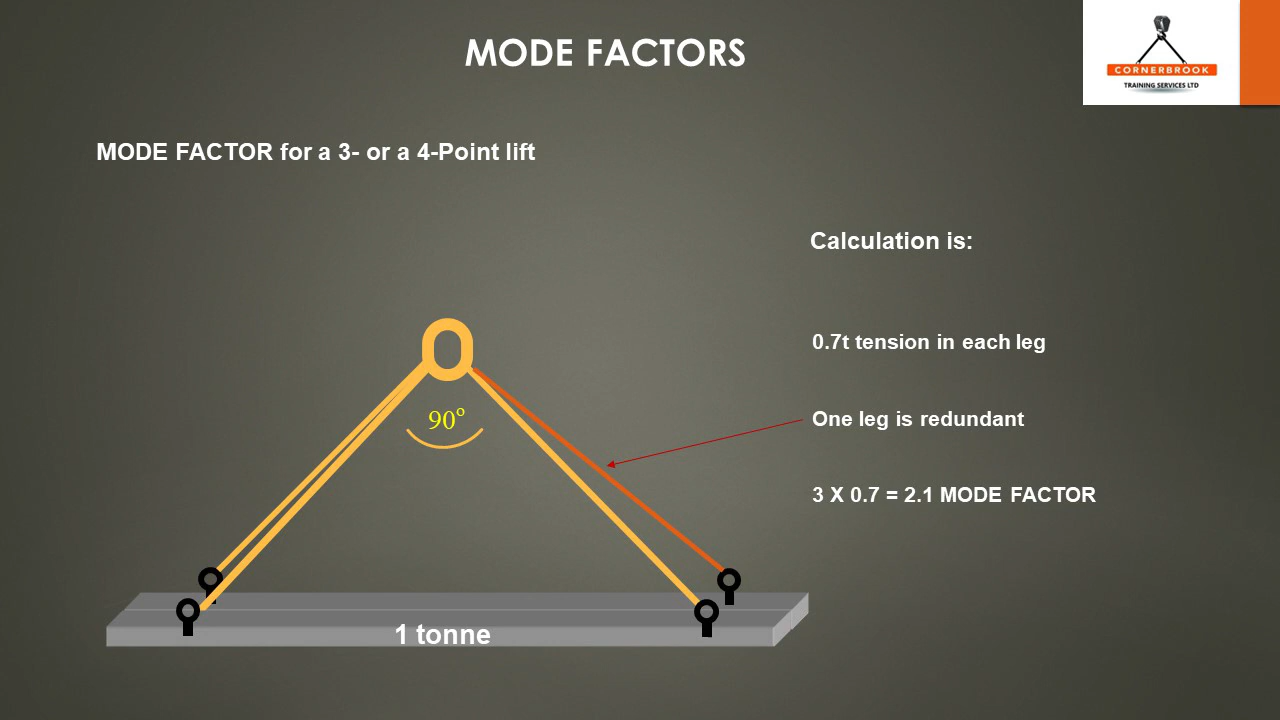 MODE FACTORS
CORNERBROOK
TRAINING SERVICES LTD
MODE FACTOR for a 3- or a 4-Point lift
Calculation is:
0.7t tension in each leg
90°
One leg is redundant
3 X 0.7 = 2.1 MODE FACTOR
1 tonne